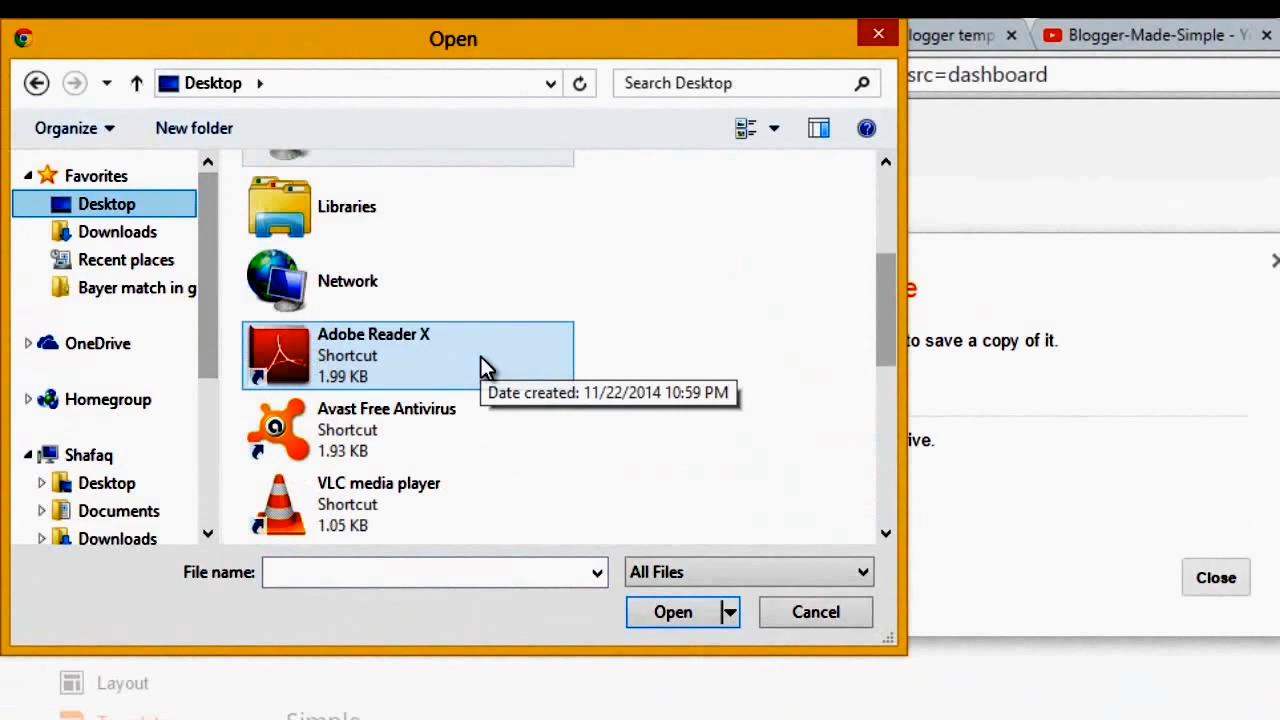 Open
logger temp
Blogger-Made-Simple - Y
Desktop
Search Desktop
src=dashboard
Organize
New folder
Favorites
Desktop
Downloads
Recent places
Bayer match in g
OneDrive
Homegroup
Shafaq
Desktop
Documents
Downloads
Libraries
Network
Adobe Reader X
Shortcut
1.99 KB
Date created: 11/22/2014 10:59 PM
Avast Free Antivirus
Shortcut
1.93 KB
VLC media player
Shortcut
1.05 KB
e
to save a copy of it.
ive.
File name:
All Files
Open
Cancel
Close
Layout
Simple